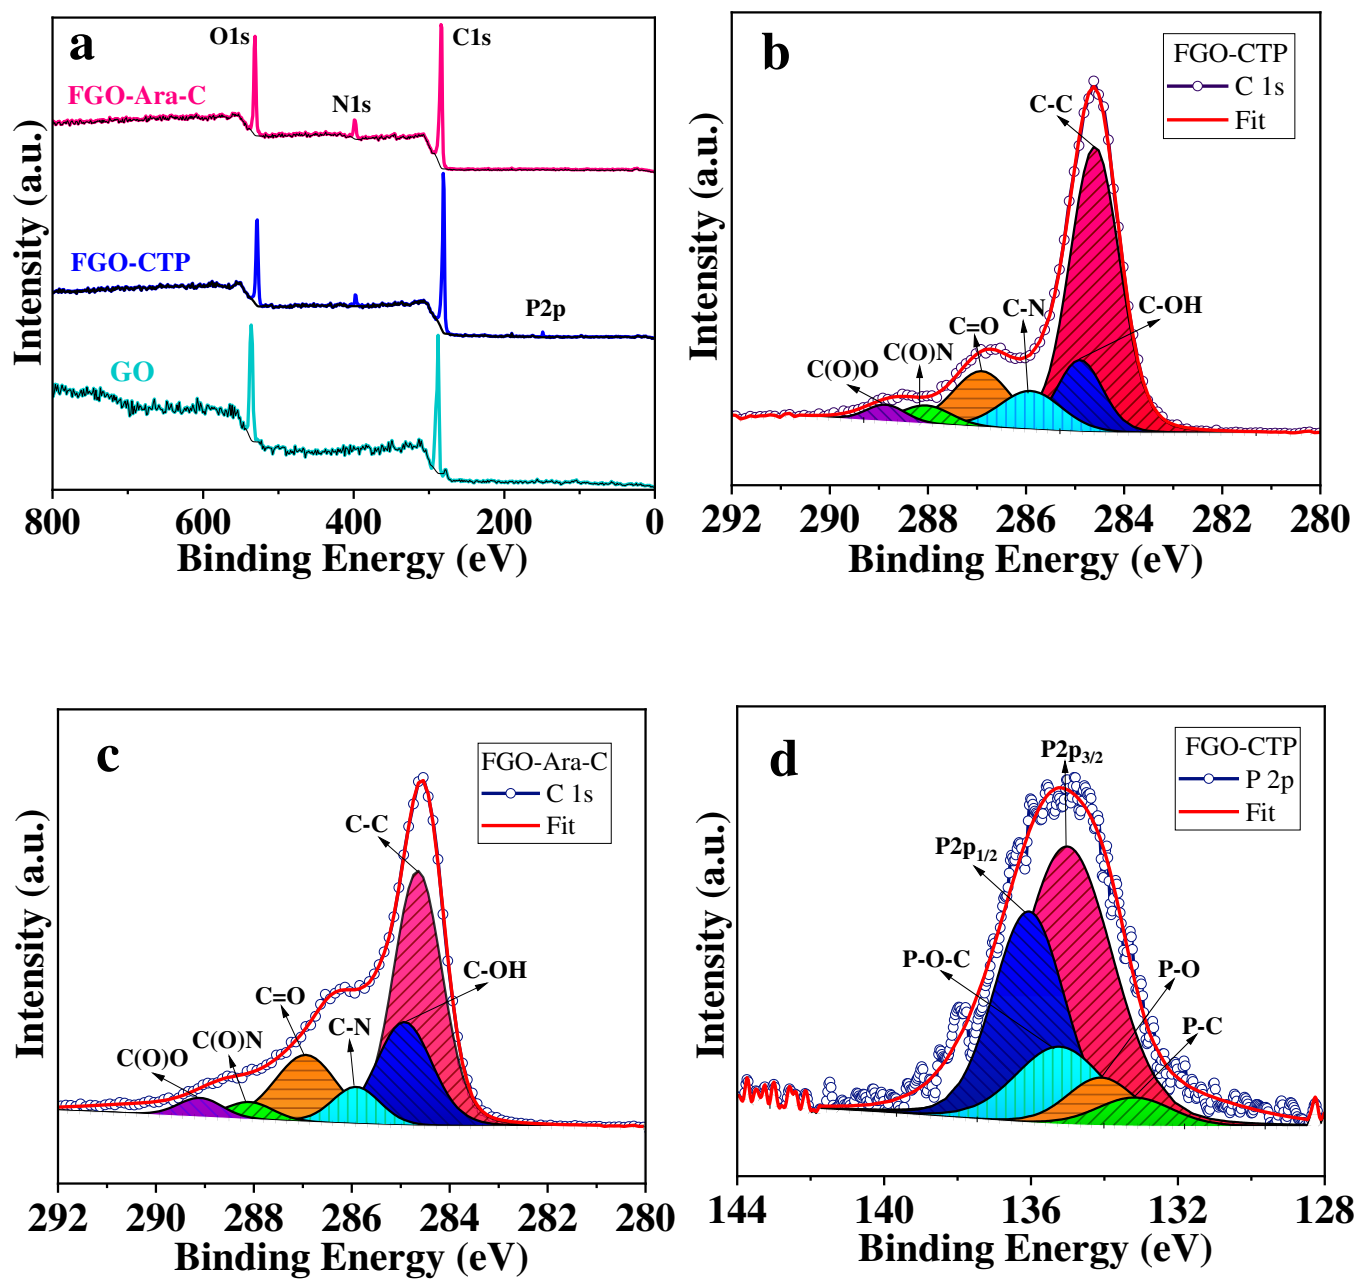 a
O1s
C1s
N1s
FGO-Ara-C
FGO-CTP
P2p
GO
Intensity (a.u.)
800 600 400 200 0
Binding Energy (eV)
b
FGO-CTP
C 1s
Fit
C-C
C-OH
C-N
C=O
C(O)N
C(O)O
Intensity (a.u.)
292 290 288 286 284 282 280
Binding Energy (eV)
c
FGO-Ara-C
C 1s
Fit
C-C
C-OH
C=O
C-N
C(O)N
C(O)O
Intensity (a.u.)
292 290 288 286 284 282 280
Binding Energy (eV)
d
FGO-CTP
P 2p
Fit
P2p3/2
P2p1/2
P-O-C
P-O
P-C
Intensity (a.u.)
144 140 136 132 128
Binding Energy (eV)